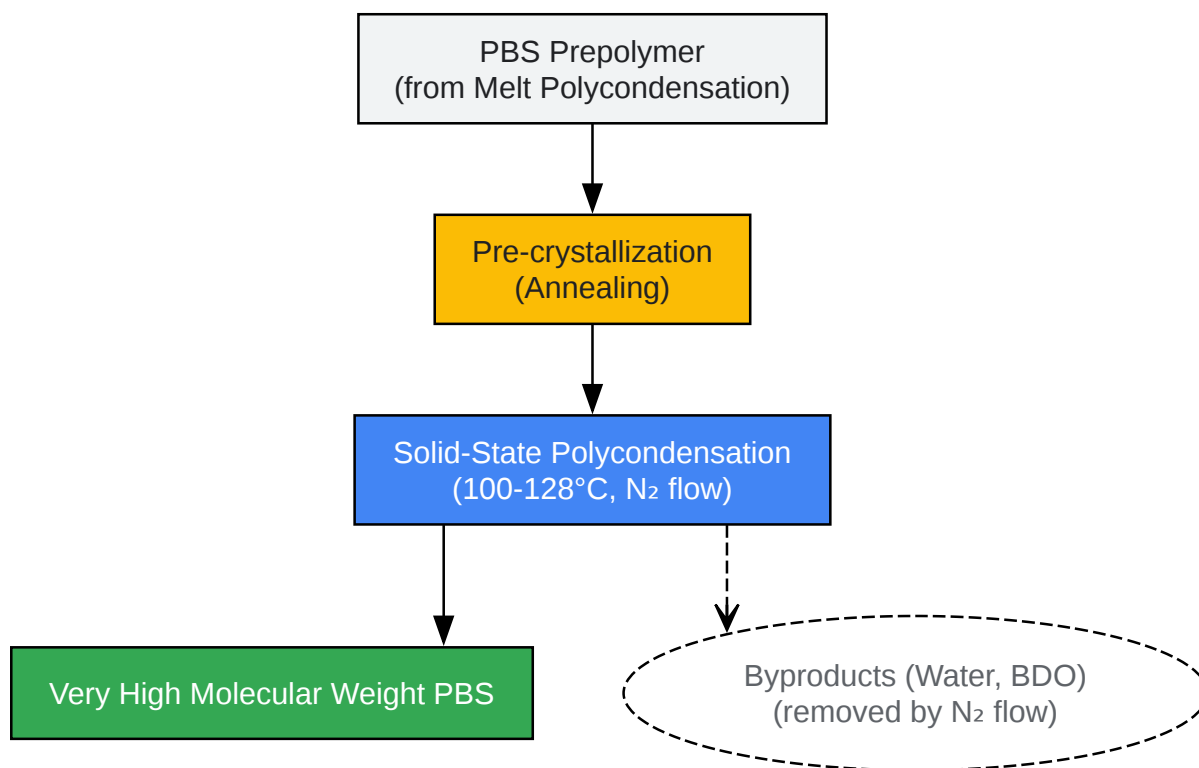 PBS Prepolymer
(from Melt Polycondensation)
Pre-crystallization
(Annealing)
Solid-State Polycondensation
(100-128°C, N₂ flow)
Very High Molecular Weight PBS
Byproducts (Water, BDO)
(removed by N₂ flow)